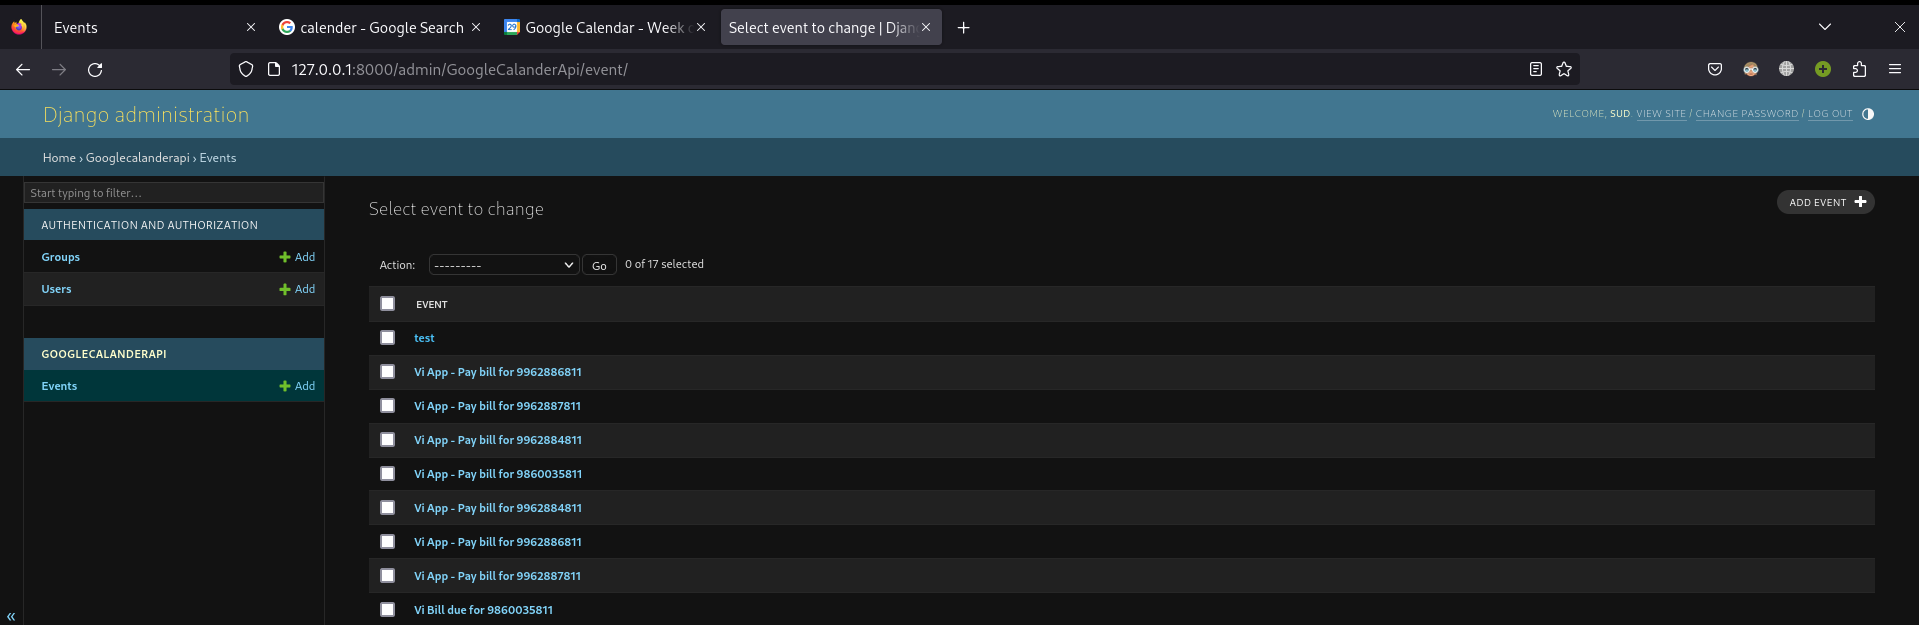 Events
calender - Google Search
29
Google Calendar - Week
Select event to change | Djan
127.0.0.1:8000/admin/GoogleCalanderApi/event/
Django administration
WELCOME, SUD. VIEW SITE / CHANGE PASSWORD / LOG OUT
Home › Googlecalanderapi › Events
Start typing to filter...
AUTHENTICATION AND AUTHORIZATION
Groups
Add
Users
Add
GOOGLECALANDERAPI
Events
Add
«
Select event to change
ADD EVENT
Action: --------- Go 0 of 17 selected
EVENT
test
Vi App - Pay bill for 9962886811
Vi App - Pay bill for 9962887811
Vi App - Pay bill for 9962884811
Vi App - Pay bill for 9860035811
Vi App - Pay bill for 9962884811
Vi App - Pay bill for 9962886811
Vi App - Pay bill for 9962887811
Vi Bill due for 9860035811